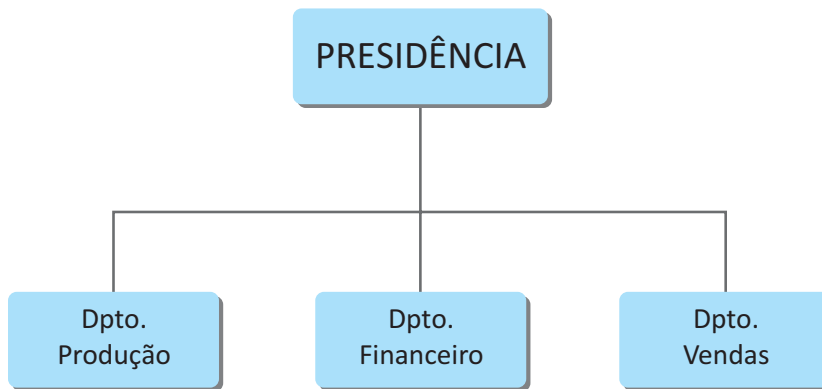 PRESIDÊNCIA
Dpto.
Produção
Dpto.
Financeiro
Dpto.
Vendas